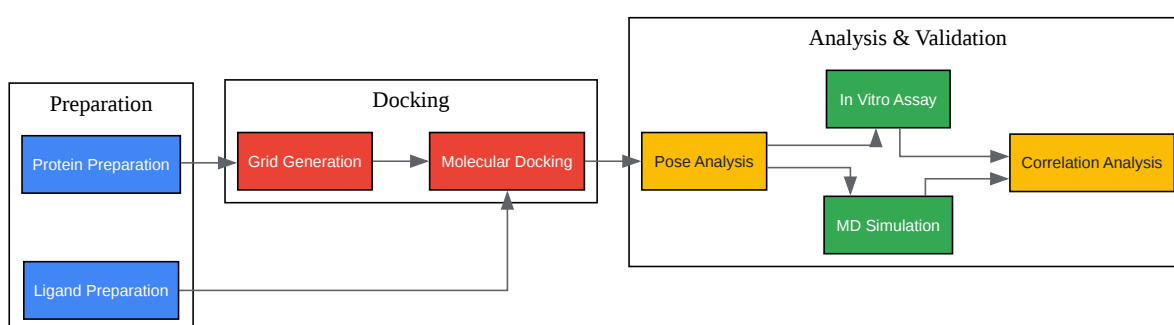 Preparation
Protein Preparation
Ligand Preparation
Docking
Grid Generation
Molecular Docking
Analysis & Validation
Pose Analysis
In Vitro Assay
MD Simulation
Correlation Analysis